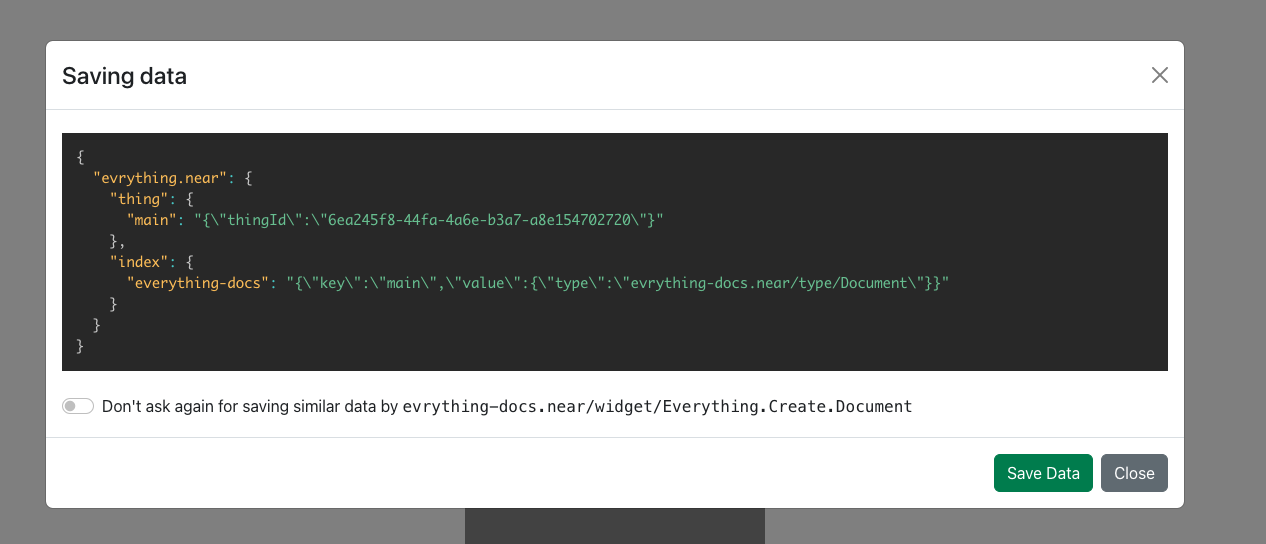 Saving data
{
"evrything.near": {
"thing": {
"main": "{\"thingId\":\"6ea245f8-44fa-4a6e-b3a7-a8e154702720\"}"
},
"index": {
"everything-docs": "{\"key\":\"main\",\"value\":{\"type\":\"evrything-docs.near/type/Document\"}}"
}
}
}
Don't ask again for saving similar data by evrything-docs.near/widget/Everything.Create.Document
Save Data Close